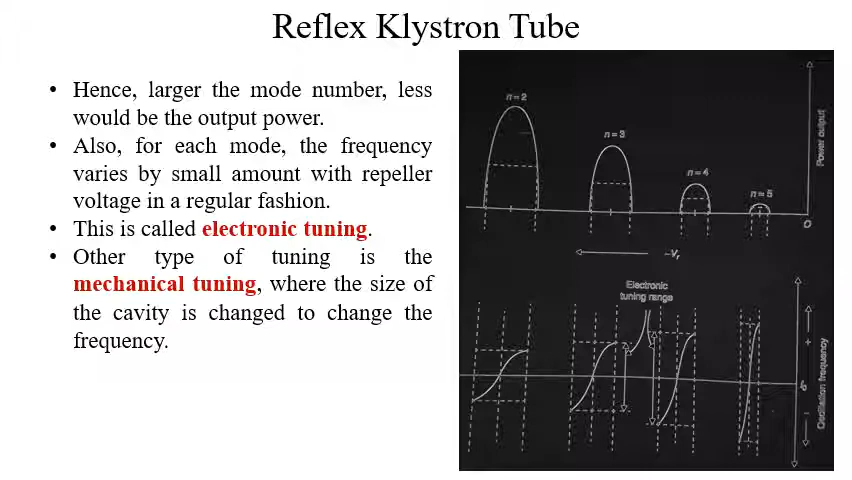 Reflex Klystron Tube
• Hence, larger the mode number, less
would be the output power.
• Also, for each mode, the frequency
varies by small amount with repeller
voltage in a regular fashion.
• This is called electronic tuning.
• Other type of tuning is the
mechanical tuning, where the size of
the cavity is changed to change the
frequency.
n=2
n=3
n=4
n=5
Power output
O
−Vr
Electronic
tuning range
+
f0
−
Oscillation frequency